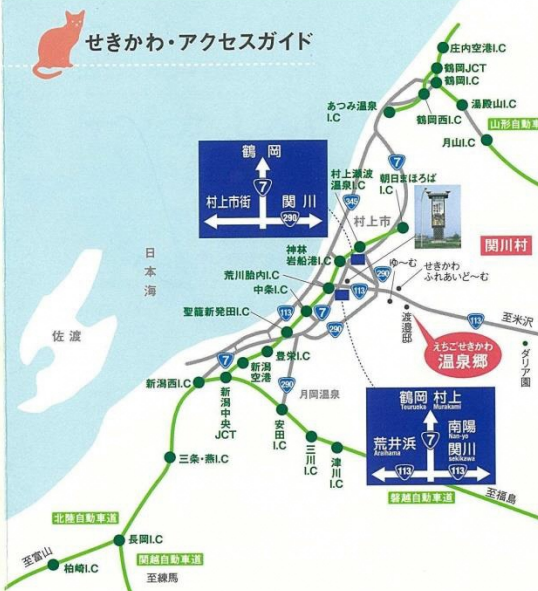 せきかわ・アクセスガイド
庄内空港I.C
鶴岡JCT
鶴岡I.C
あつみ温泉
I.C
鶴岡西I.C
湯殿山I.C
山形自動車
月山I.C
鶴岡
7
村上市街
関川
290
村上瀬波
温泉I.C
朝日まほろば
I.C
7
345
村上市
関川村
日本海
神林
岩船港I.C
荒川胎内I.C
中条I.C
290
113
ゆ～む
せきかわ
ふれあいど～む
渡邉邸
113
至米沢
聖籠新発田I.C
113
7
290
佐渡
えちごせきかわ
温泉郷
ダリア園
豊栄I.C
7
新潟
空港
新潟西I.C
新潟
中央
JCT
290
月岡温泉
安田
I.C
三川I.C
津川I.C
鶴岡 村上
Tsuruoka Murakami
荒井浜
Araihama
7
南陽
Nan-yo
関川
sekikawa
113
113
磐越自動車道
至福島
三条・燕I.C
北陸自動車道
長岡I.C
至富山
柏崎I.C
関越自動車道
至練馬